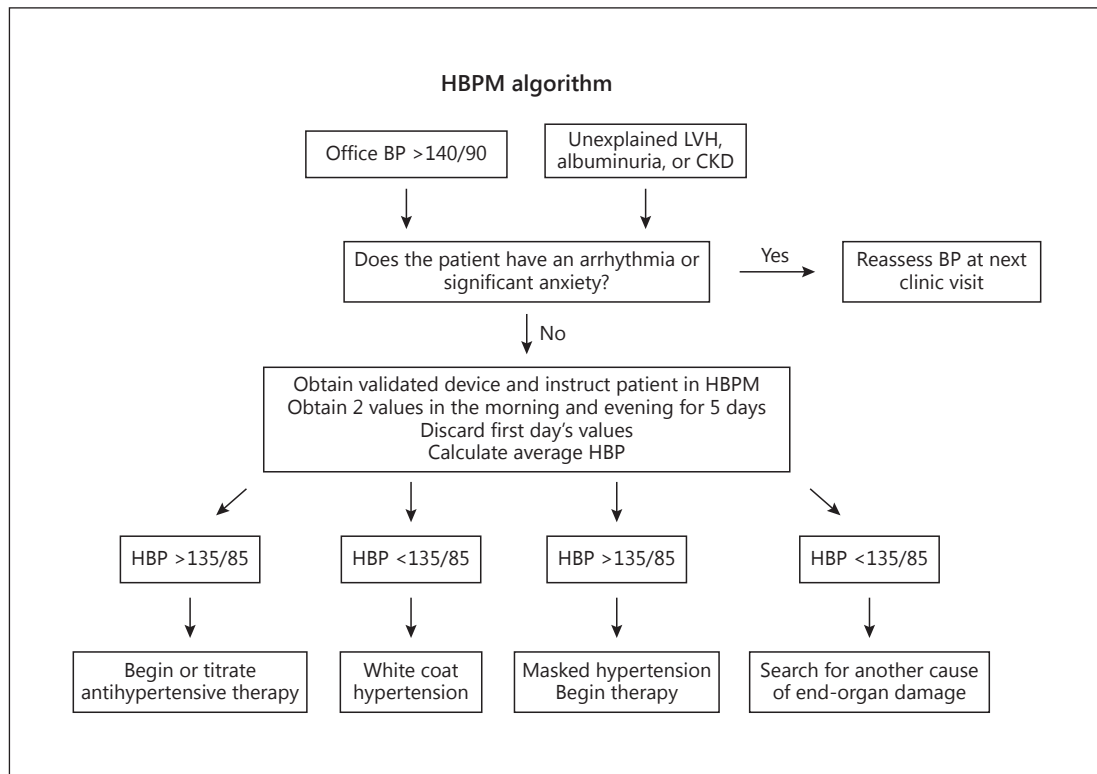 HBPM algorithm
Office BP >140/90
Unexplained LVH,
albuminuria, or CKD
Does the patient have an arrhythmia or
significant anxiety?
Yes
Reassess BP at next
clinic visit
No
Obtain validated device and instruct patient in HBPM
Obtain 2 values in the morning and evening for 5 days
Discard first day's values
Calculate average HBP
HBP >135/85
HBP <135/85
HBP >135/85
HBP <135/85
Begin or titrate
antihypertensive therapy
White coat
hypertension
Masked hypertension
Begin therapy
Search for another cause
of end-organ damage